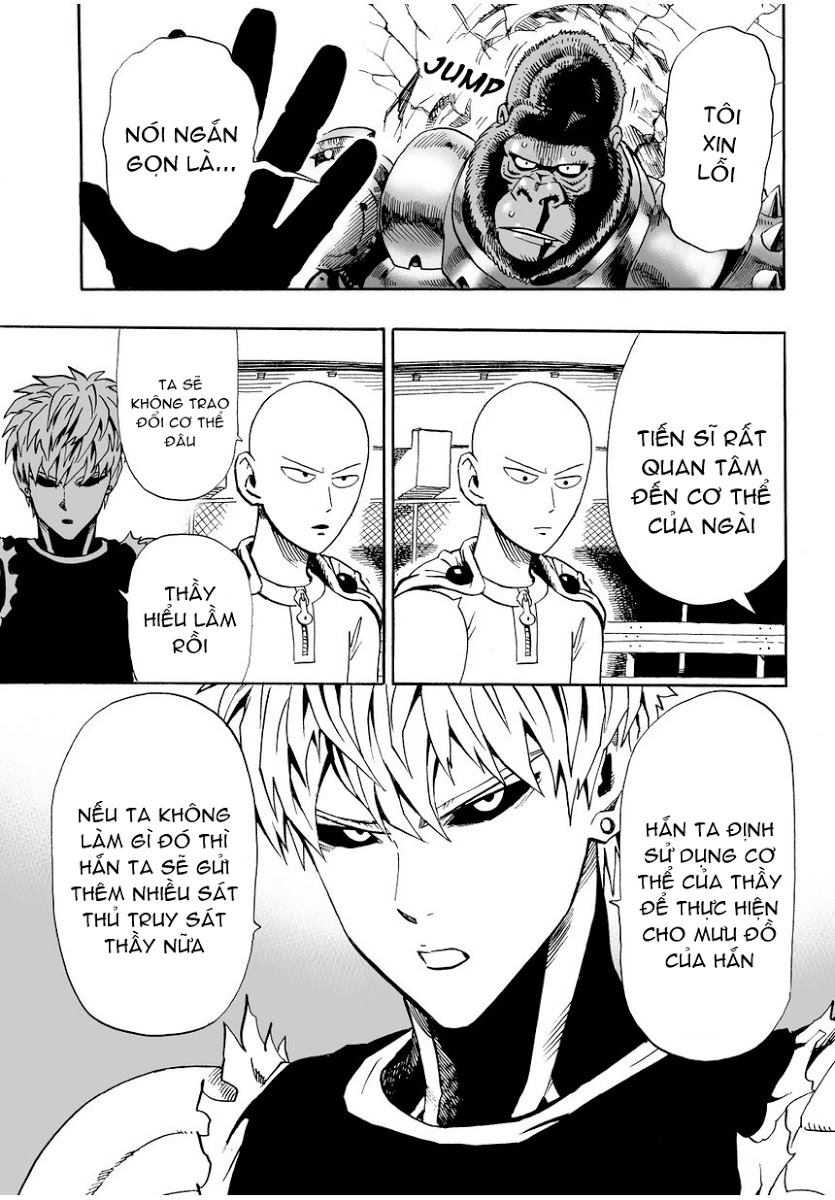 TÔI
XIN
LỖI
JUMP
NÓI NGẮN
GỌN LÀ...
TIẾN SĨ RẤT
QUAN TÂM
ĐẾN CƠ THỂ
CỦA NGÀI
TA SẼ
KHÔNG TRAO
ĐỔI CƠ THỂ
ĐÂU
THẦY
HIỂU LẦM
RỒI
HẮN TA ĐỊNH
SỬ DỤNG CƠ
THỂ CỦA THẦY
ĐỂ THỰC HIỆN
CHO MƯU ĐỒ
CỦA HẮN
NẾU TA KHÔNG
LÀM GÌ ĐÓ THÌ
HẮN TA SẼ GỬI
THÊM NHIỀU SÁT
THỦ TRUY SÁT
THẦY NỮA